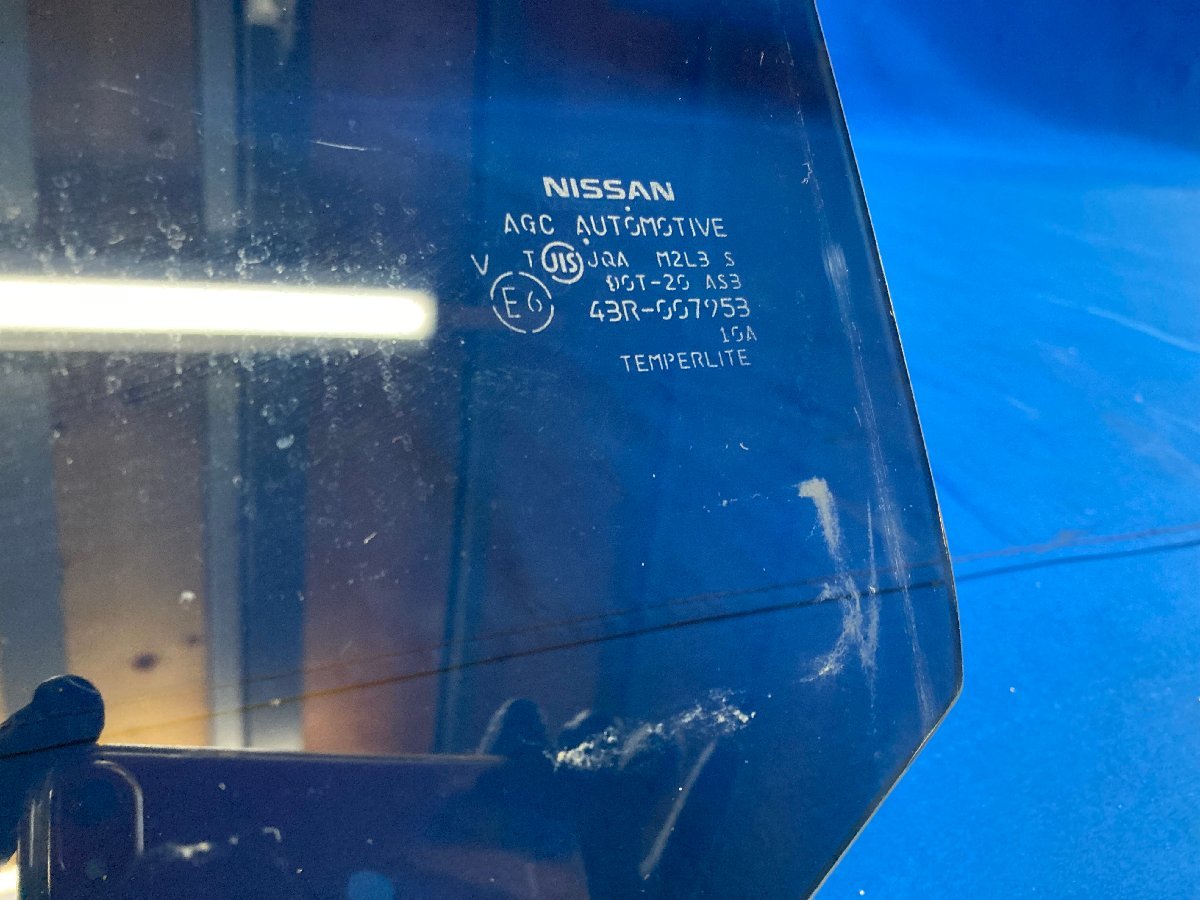 NISSAN
AGC AUTOMOTIVE
V T JIS JQA M2L3 S
DOT-20 AS3
E6 43R-007953
10A
TEMPERLITE